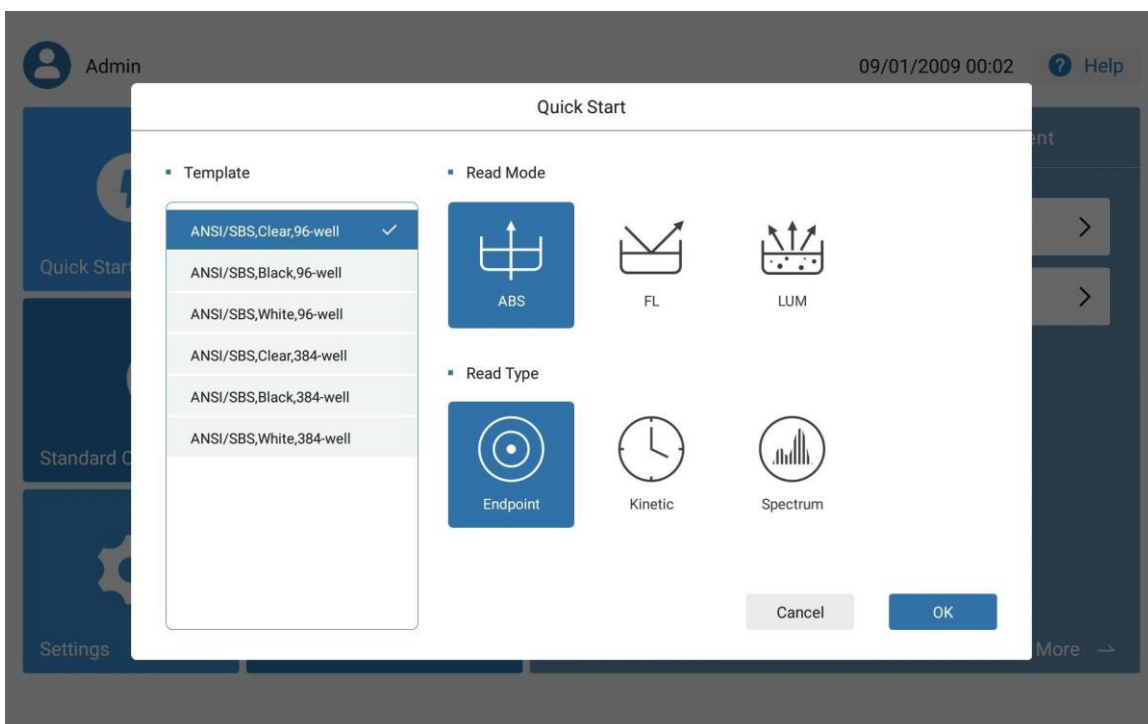 Admin
09/01/2009 00:02
Help
Quick Start
Template
ANSI/SBS,Clear,96-well
ANSI/SBS,Black,96-well
ANSI/SBS,White,96-well
ANSI/SBS,Clear,384-well
ANSI/SBS,Black,384-well
ANSI/SBS,White,384-well
Read Mode
ABS
FL
LUM
Read Type
Endpoint
Kinetic
Spectrum
Cancel
OK
Quick Star
Standard
Settings
More